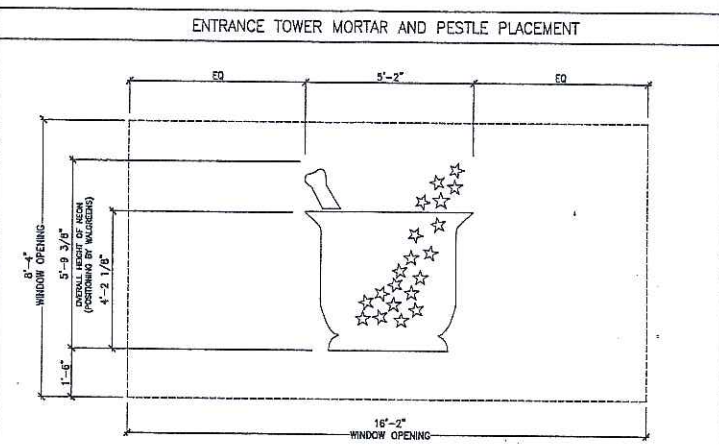 ENTRANCE TOWER MORTAR AND PESTLE PLACEMENT
EQ
5'-2"
EQ
8'-4"
WINDOW OPENING
5'-9 3/8"
OVERALL HEIGHT OF NEON
(POSITIONING BY WALGREENS)
4'-2 1/8"
1'-6"
16'-2"
WINDOW OPENING